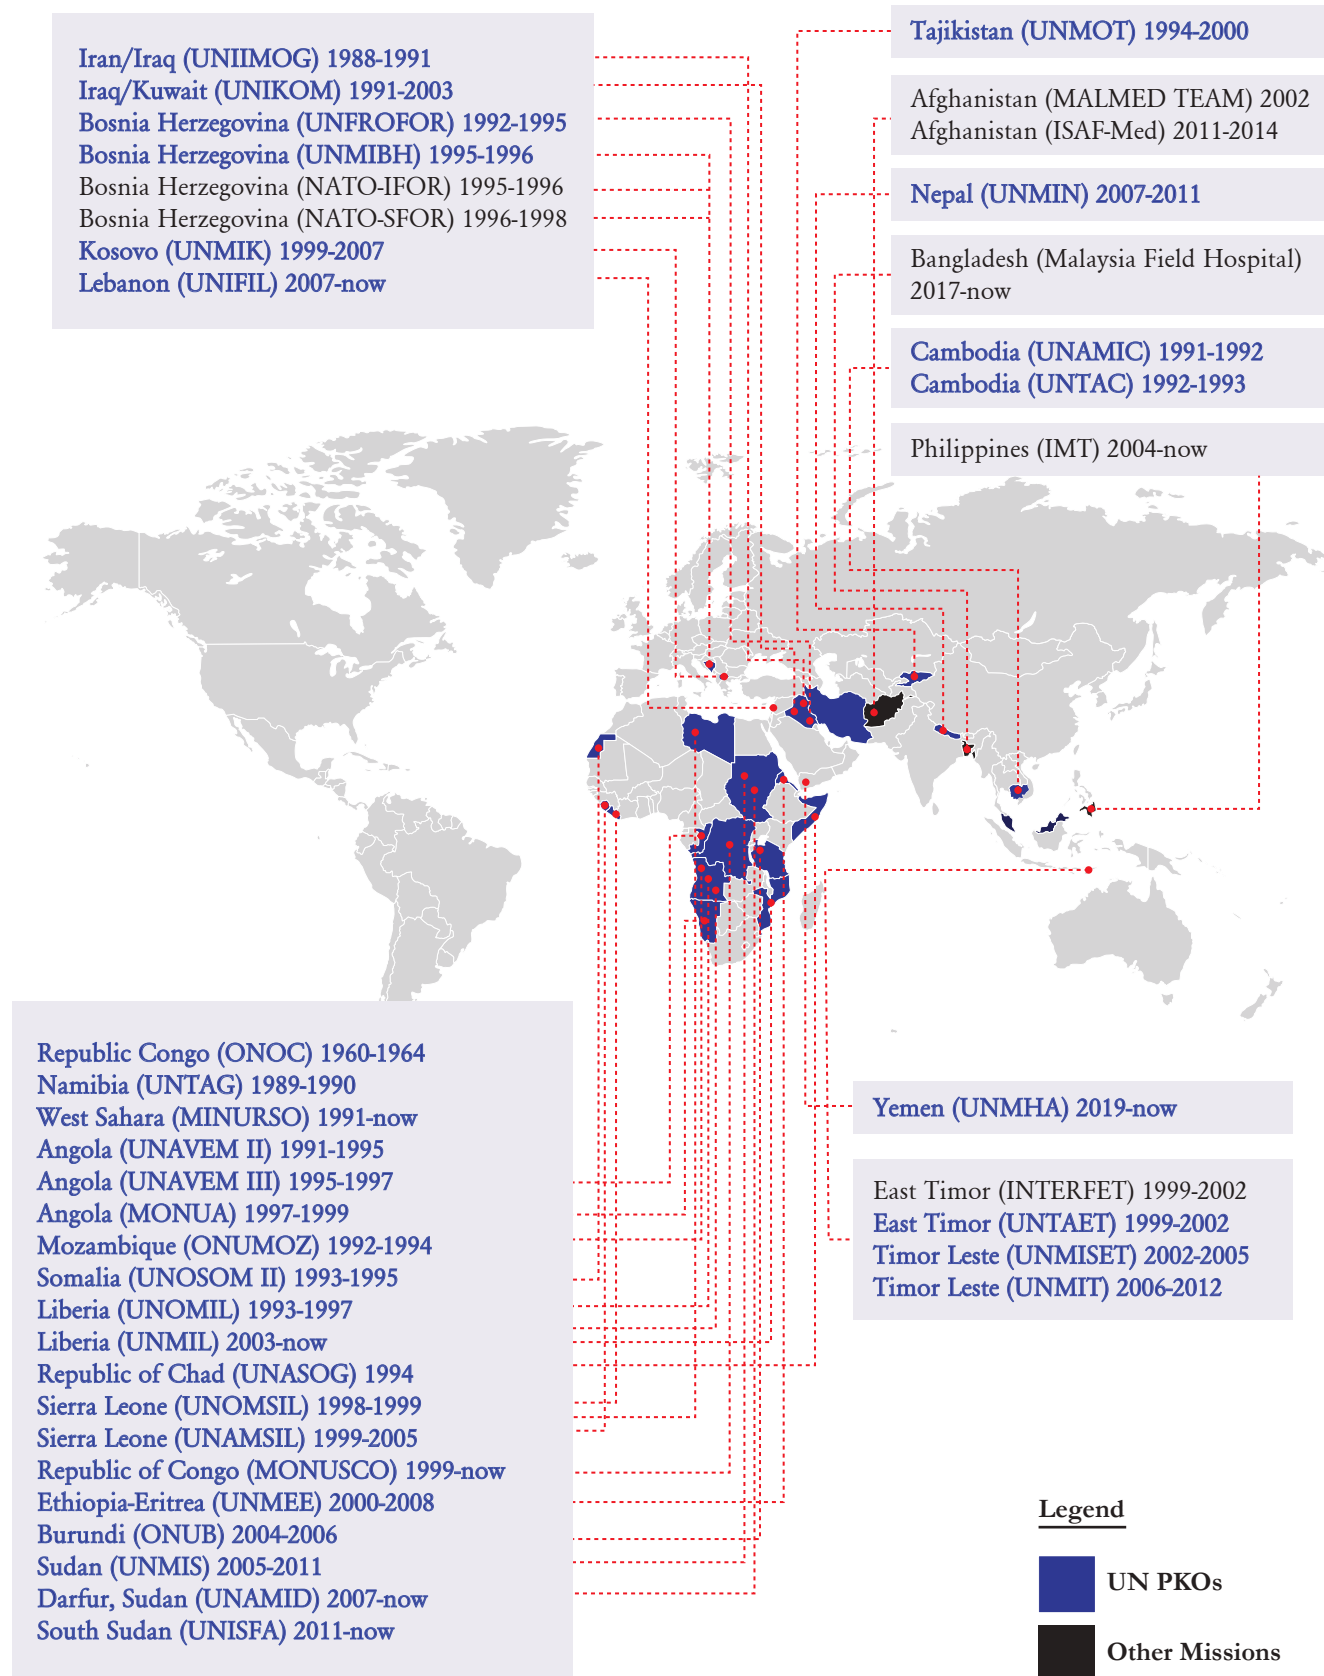 Iran/Iraq (UNIIMOG) 1988-1991
Iraq/Kuwait (UNIKOM) 1991-2003
Bosnia Herzegovina (UNFROFOR) 1992-1995
Bosnia Herzegovina (UNMIBH) 1995-1996
Bosnia Herzegovina (NATO-IFOR) 1995-1996
Bosnia Herzegovina (NATO-SFOR) 1996-1998
Kosovo (UNMIK) 1999-2007
Lebanon (UNIFIL) 2007-now
Tajikistan (UNMOT) 1994-2000
Afghanistan (MALMED TEAM) 2002
Afghanistan (ISAF-Med) 2011-2014
Nepal (UNMIN) 2007-2011
Bangladesh (Malaysia Field Hospital)
2017-now
Cambodia (UNAMIC) 1991-1992
Cambodia (UNTAC) 1992-1993
Philippines (IMT) 2004-now
Republic Congo (ONOC) 1960-1964
Namibia (UNTAG) 1989-1990
West Sahara (MINURSO) 1991-now
Angola (UNAVEM II) 1991-1995
Angola (UNAVEM III) 1995-1997
Angola (MONUA) 1997-1999
Mozambique (ONUMOZ) 1992-1994
Somalia (UNOSOM II) 1993-1995
Liberia (UNOMIL) 1993-1997
Liberia (UNMIL) 2003-now
Republic of Chad (UNASOG) 1994
Sierra Leone (UNOMSIL) 1998-1999
Sierra Leone (UNAMSIL) 1999-2005
Republic of Congo (MONUSCO) 1999-now
Ethiopia-Eritrea (UNMEE) 2000-2008
Burundi (ONUB) 2004-2006
Sudan (UNMIS) 2005-2011
Darfur, Sudan (UNAMID) 2007-now
South Sudan (UNISFA) 2011-now
Yemen (UNMHA) 2019-now
East Timor (INTERFET) 1999-2002
East Timor (UNTAET) 1999-2002
Timor Leste (UNMISET) 2002-2005
Timor Leste (UNMIT) 2006-2012
Legend
UN PKOs
Other Missions